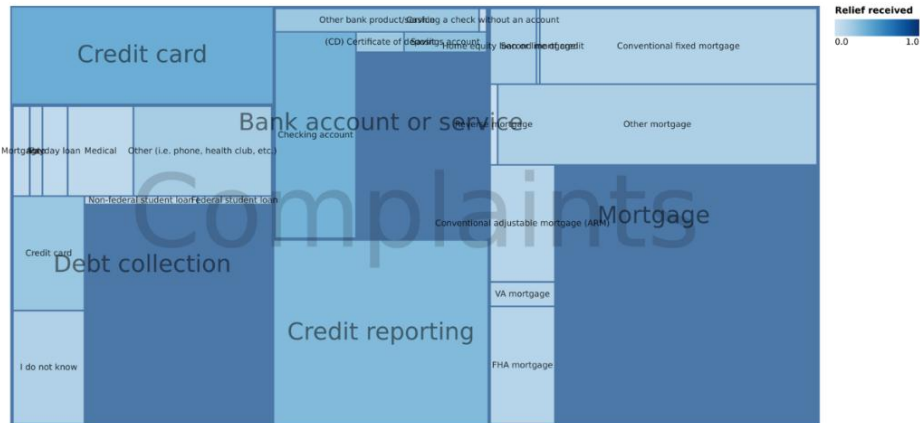 Relief received
0.0 1.0
Complaints
Credit card
Bank account or service
Other bank product/service
Cashing a check without an account
(CD) Certificate of deposit
Savings account
Checking account
Mortgage
Home equity loan or line of credit
Second mortgage
Conventional fixed mortgage
Reverse mortgage
Other mortgage
Conventional adjustable mortgage (ARM)
VA mortgage
FHA mortgage
Debt collection
Mortgage
Payday loan
Medical
Other (i.e. phone, health club, etc.)
Non-federal student loan
Federal student loan
Credit card
I do not know
Credit reporting